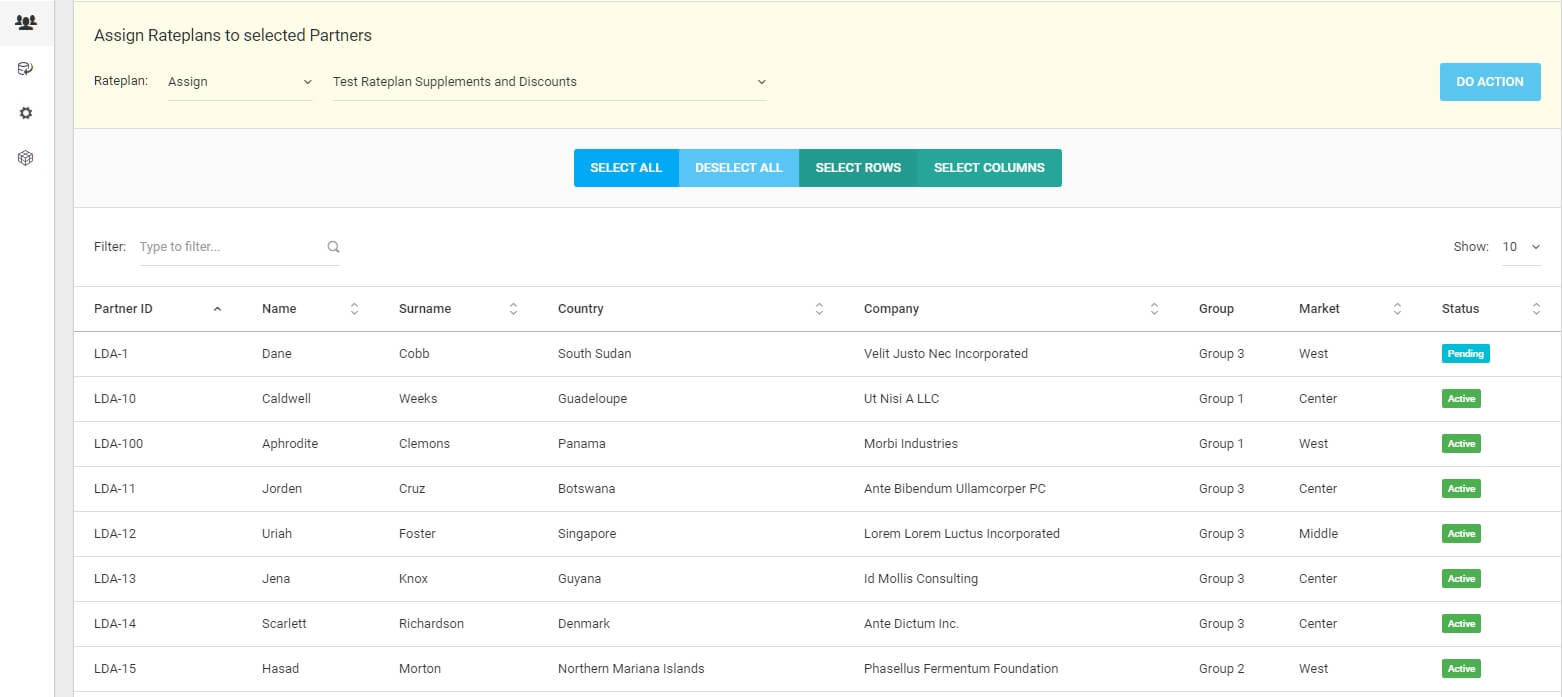 Assign Rateplans to selected Partners
Rateplan: Assign Test Rateplan Supplements and Discounts DO ACTION
SELECT ALL DESELECT ALL SELECT ROWS SELECT COLUMNS
Filter: Type to filter... Show: 10
Partner ID Name Surname Country Company Group Market Status
LDA-1 Dane Cobb South Sudan Velit Justo Nec Incorporated Group 3 West Pending
LDA-10 Caldwell Weeks Guadeloupe Ut Nisi A LLC Group 1 Center Active
LDA-100 Aphrodite Clemons Panama Morbi Industries Group 1 West Active
LDA-11 Jorden Cruz Botswana Ante Bibendum Ullamcorper PC Group 3 Center Active
LDA-12 Uriah Foster Singapore Lorem Lorem Luctus Incorporated Group 3 Middle Active
LDA-13 Jena Knox Guyana Id Mollis Consulting Group 3 Center Active
LDA-14 Scarlett Richardson Denmark Ante Dictum Inc. Group 3 Center Active
LDA-15 Hasad Morton Northern Mariana Islands Phasellus Fermentum Foundation Group 2 West Active